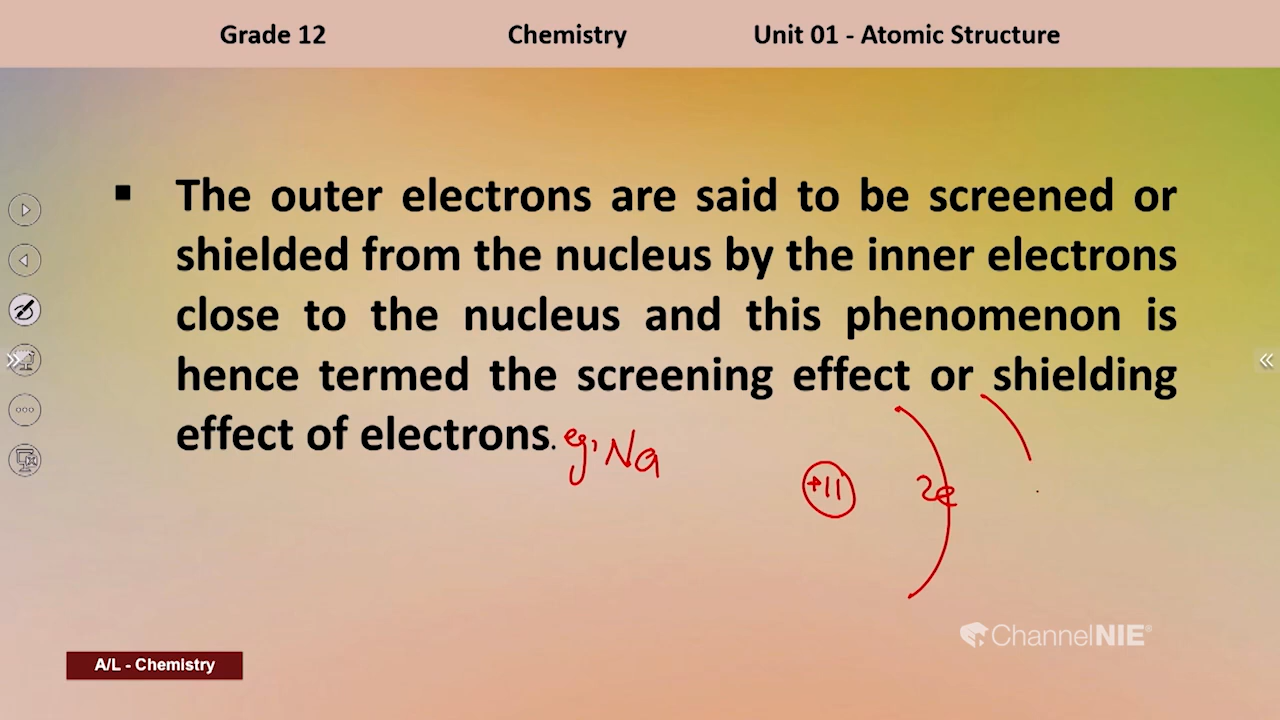 Grade 12 Chemistry Unit 01 - Atomic Structure
▪ The outer electrons are said to be screened or
shielded from the nucleus by the inner electrons
close to the nucleus and this phenomenon is
hence termed the screening effect or shielding
effect of electrons.
eg, Na
+11 2e
ChannelNIE®
A/L - Chemistry